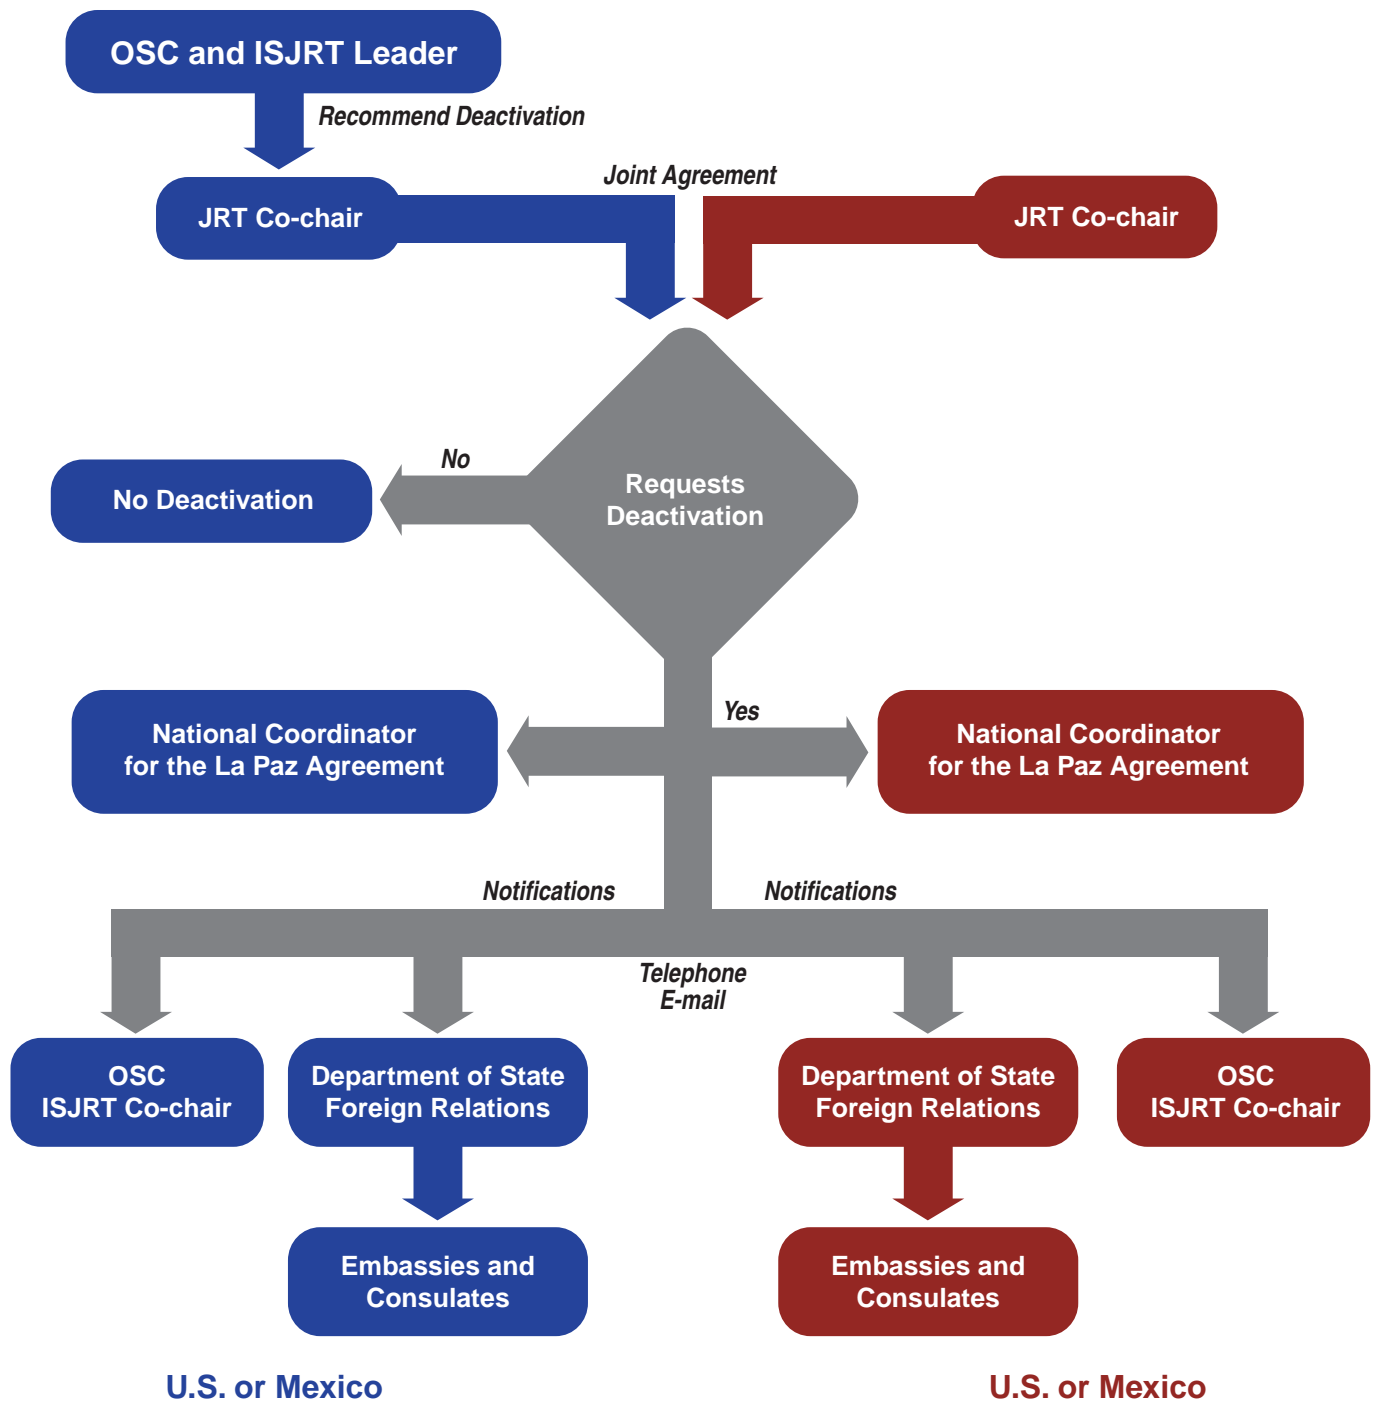 OSC and ISJRT Leader
Recommend Deactivation
Joint Agreement
JRT Co-chair
JRT Co-chair
No
Requests
Deactivation
No Deactivation
Yes
National Coordinator
for the La Paz Agreement
National Coordinator
for the La Paz Agreement
Notifications
Notifications
Telephone
E-mail
OSC
ISJRT Co-chair
Department of State
Foreign Relations
Department of State
Foreign Relations
OSC
ISJRT Co-chair
Embassies and
Consulates
Embassies and
Consulates
U.S. or Mexico
U.S. or Mexico